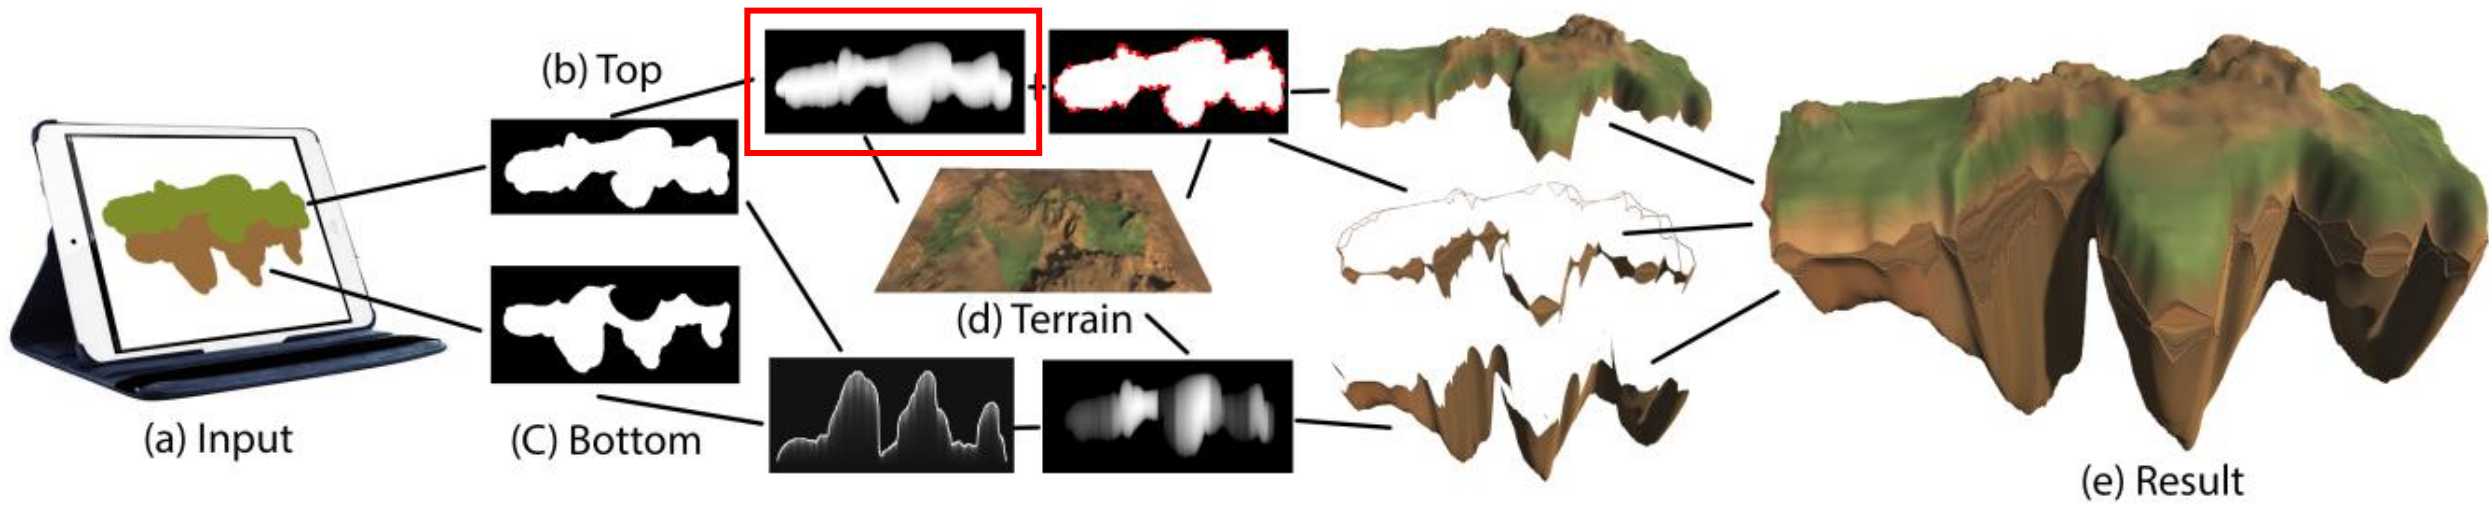 (b) Top
+
(d) Terrain
(a) Input
(C) Bottom
(e) Result